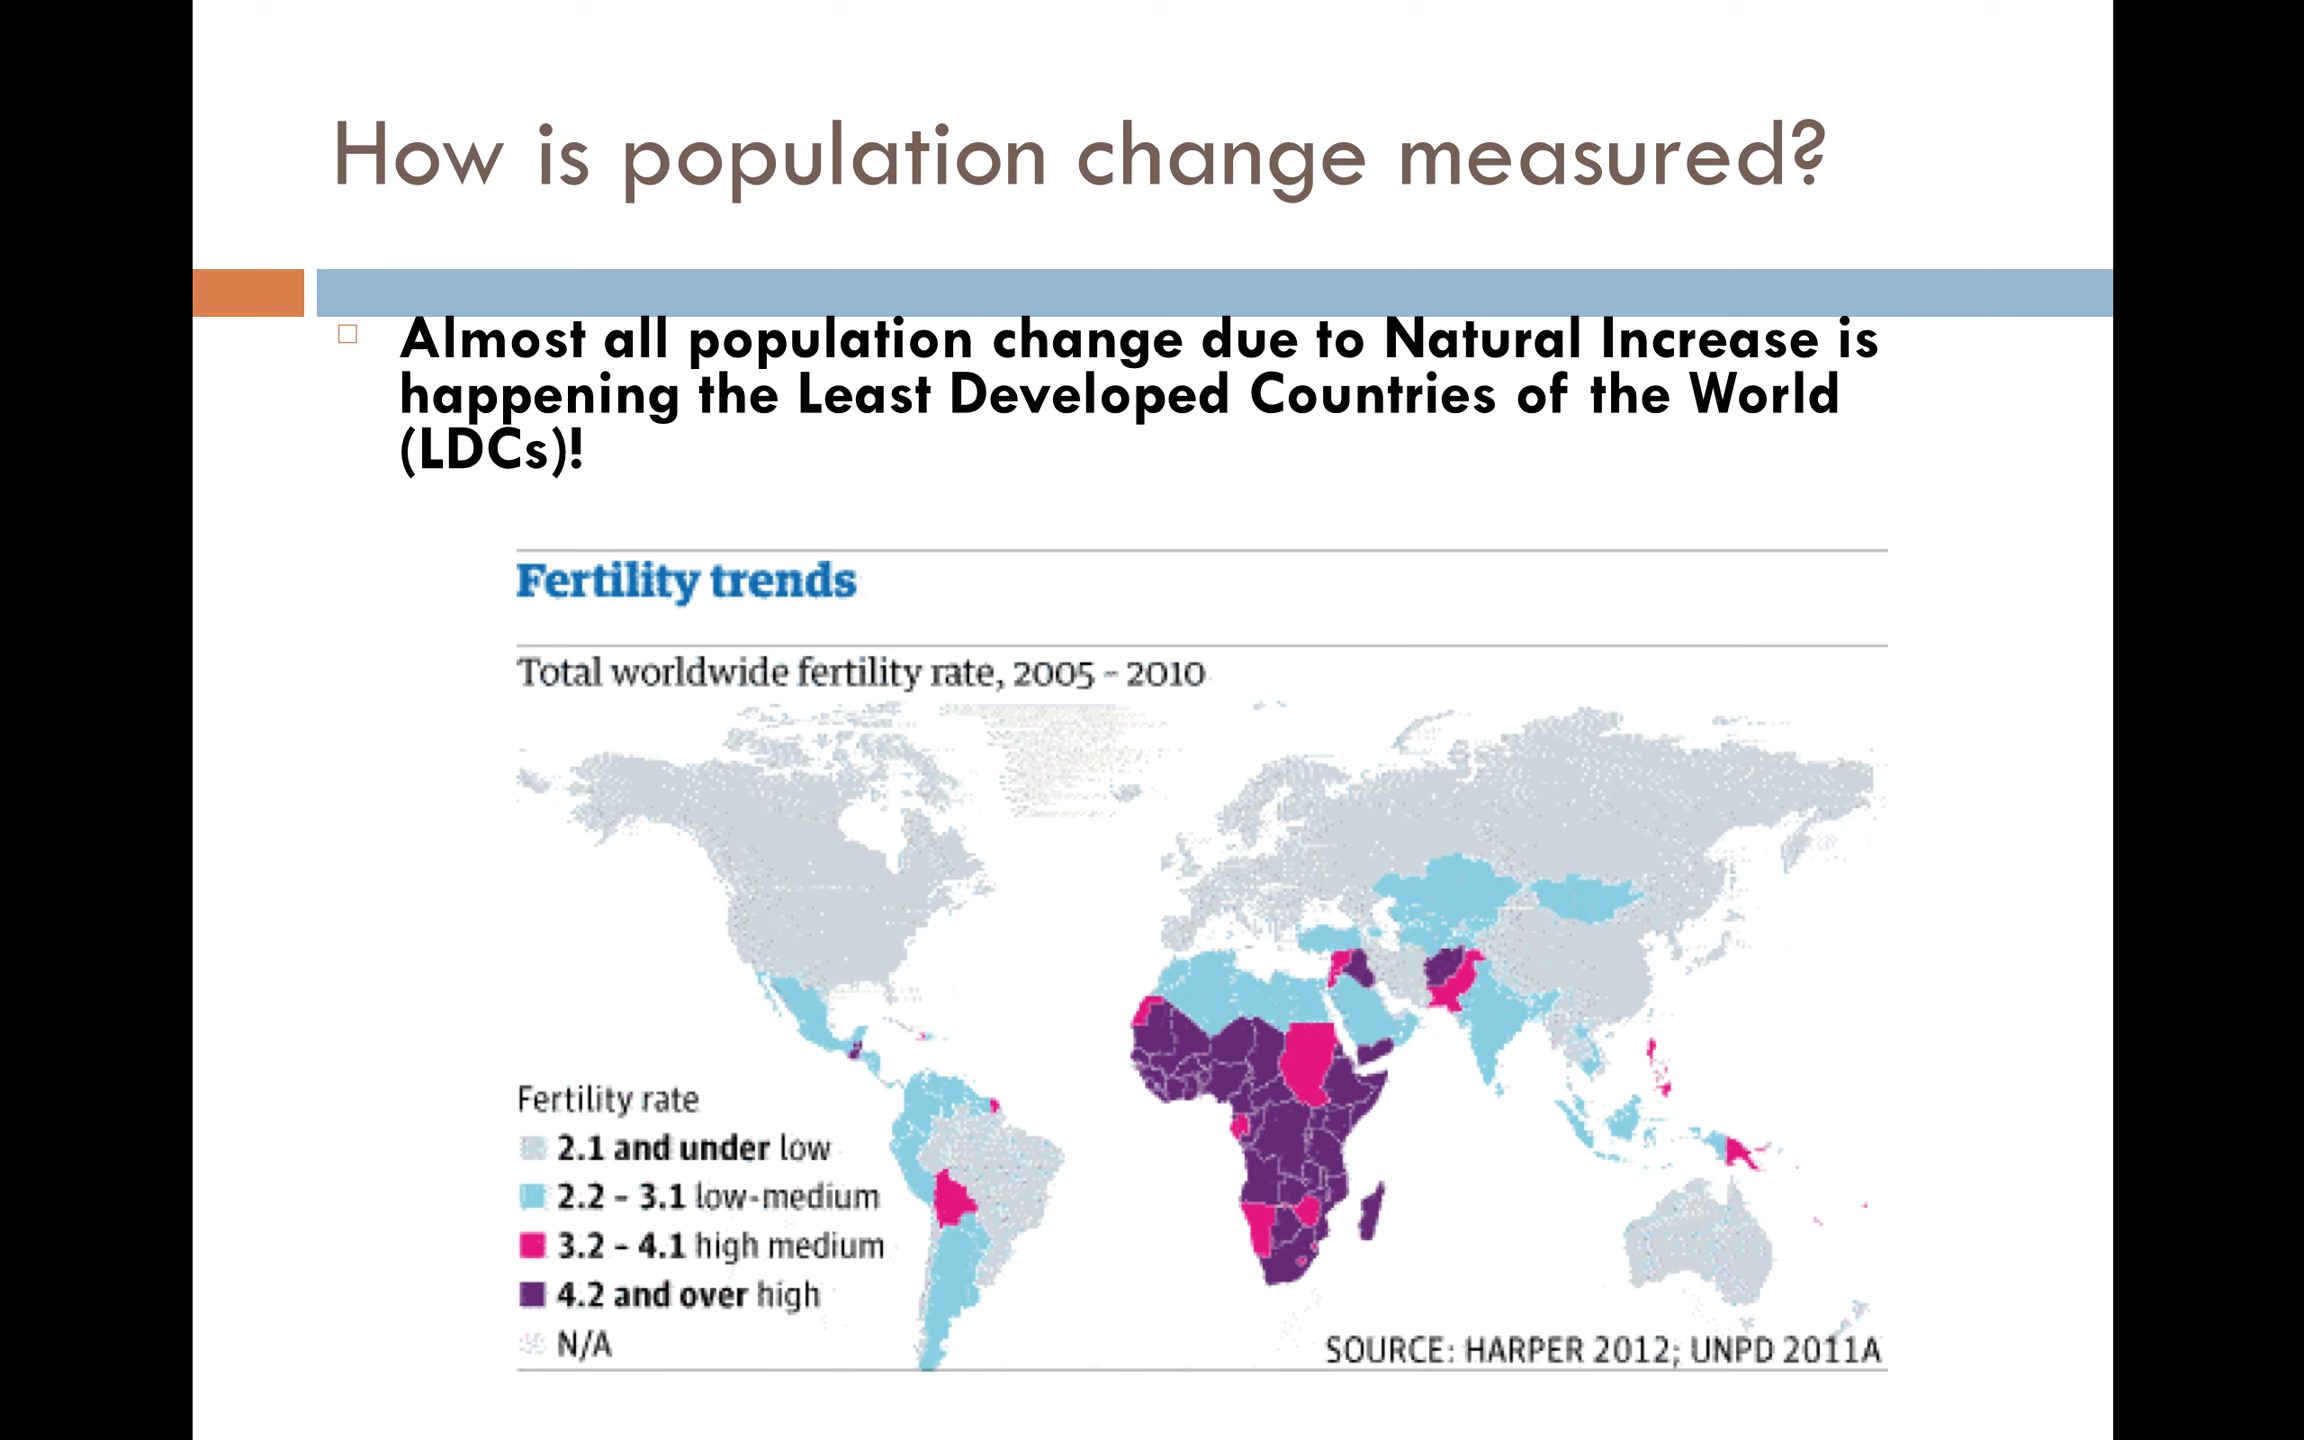 How is population change measured?
Almost all population change due to Natural Increase is
happening the Least Developed Countries of the World
(LDCs)!
Fertility trends
Total worldwide fertility rate, 2005 - 2010
Fertility rate
2.1 and under low
2.2 - 3.1 low-medium
3.2 - 4.1 high medium
4.2 and over high
N/A
SOURCE: HARPER 2012; UNPD 2011A